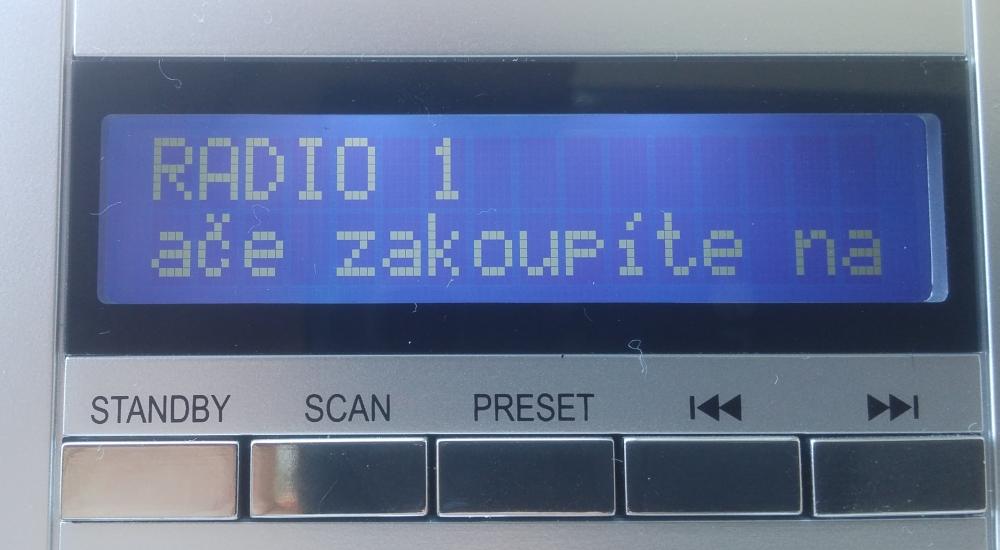 RADIO 1
ače zakoupíte na
STANDBY SCAN PRESET